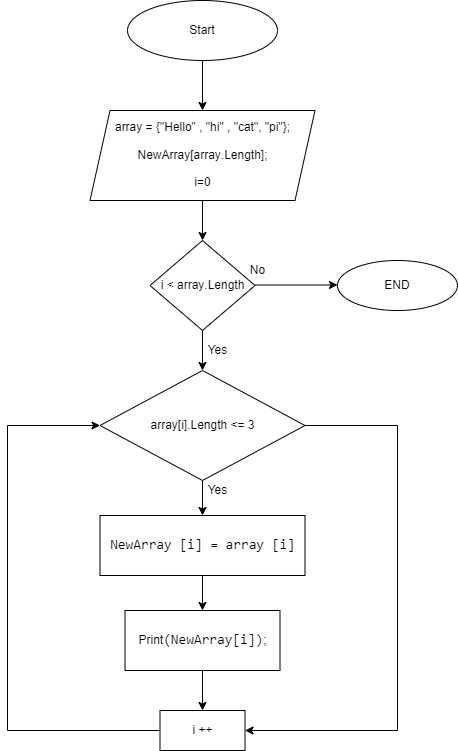 Start
array = {"Hello" , "hi" , "cat", "pi"};
NewArray[array.Length];
i=0
i < array.Length
No
END
Yes
array[i].Length <= 3
Yes
NewArray [i] = array [i]
Print(NewArray[i]);
i ++